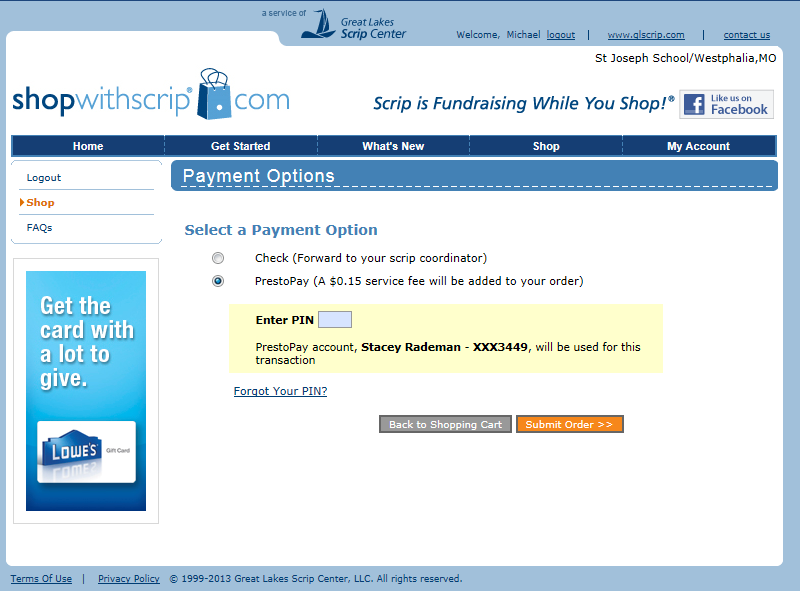 a service of
Great Lakes
Scrip Center
Welcome, Michael logout | www.glscrip.com | contact us
St Joseph School/Westphalia,MO
shopwithscrip® com
Scrip is Fundraising While You Shop!®
Like us on
Facebook
Home Get Started What's New Shop My Account
Logout
Shop
FAQs
Payment Options
Select a Payment Option
Check (Forward to your scrip coordinator)
PrestoPay (A $0.15 service fee will be added to your order)
Enter PIN
PrestoPay account, Stacey Rademan - XXX3449, will be used for this
transaction
Forgot Your PIN?
Back to Shopping Cart Submit Order >>
Get the
card with
a lot to
give.
LOWE'S Gift Card
Terms Of Use | Privacy Policy © 1999-2013 Great Lakes Scrip Center, LLC. All rights reserved.